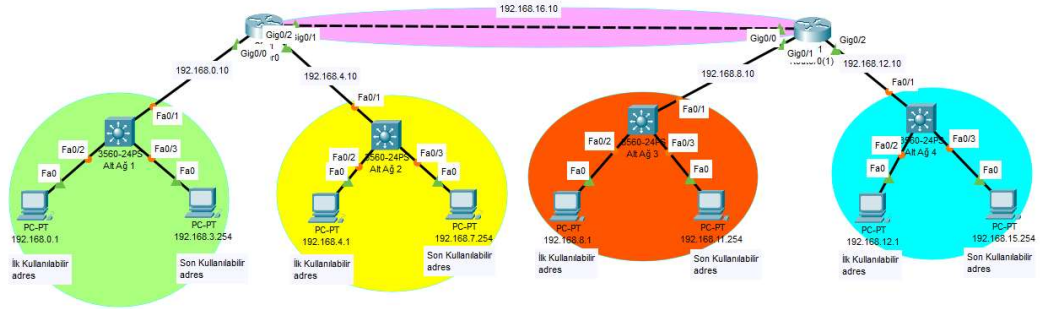 192.168.16.10
Gig0/2
Gig0/1
Gig0/0
192.168.0.10
192.168.4.10
Gig0/0
Gig0/2
Gig0/1
192.168.8.10
192.168.12.10
Fa0/1
Fa0/2
Fa0/3
3560-24PS
Alt Ağ 1
Fa0
Fa0
PC-PT
192.168.0.1
PC-PT
192.168.3.254
İlk Kullanılabilir
adres
Son Kullanılabilir
adres
Fa0/1
Fa0/2
Fa0/3
3560-24PS
Alt Ağ 2
Fa0
Fa0
PC-PT
192.168.4.1
PC-PT
192.168.7.254
İlk Kullanılabilir
adres
Son Kullanılabilir
adres
Fa0/1
Fa0/2
Fa0/3
3560-24PS
Alt Ağ 3
Fa0
Fa0
PC-PT
192.168.8.1
PC-PT
192.168.11.254
İlk Kullanılabilir
adres
Son Kullanılabilir
adres
Fa0/1
Fa0/2
Fa0/3
3560-24PS
Alt Ağ 4
Fa0
Fa0
PC-PT
192.168.12.1
PC-PT
192.168.15.254
İlk Kullanılabilir
adres
Son Kullanılabilir
adres